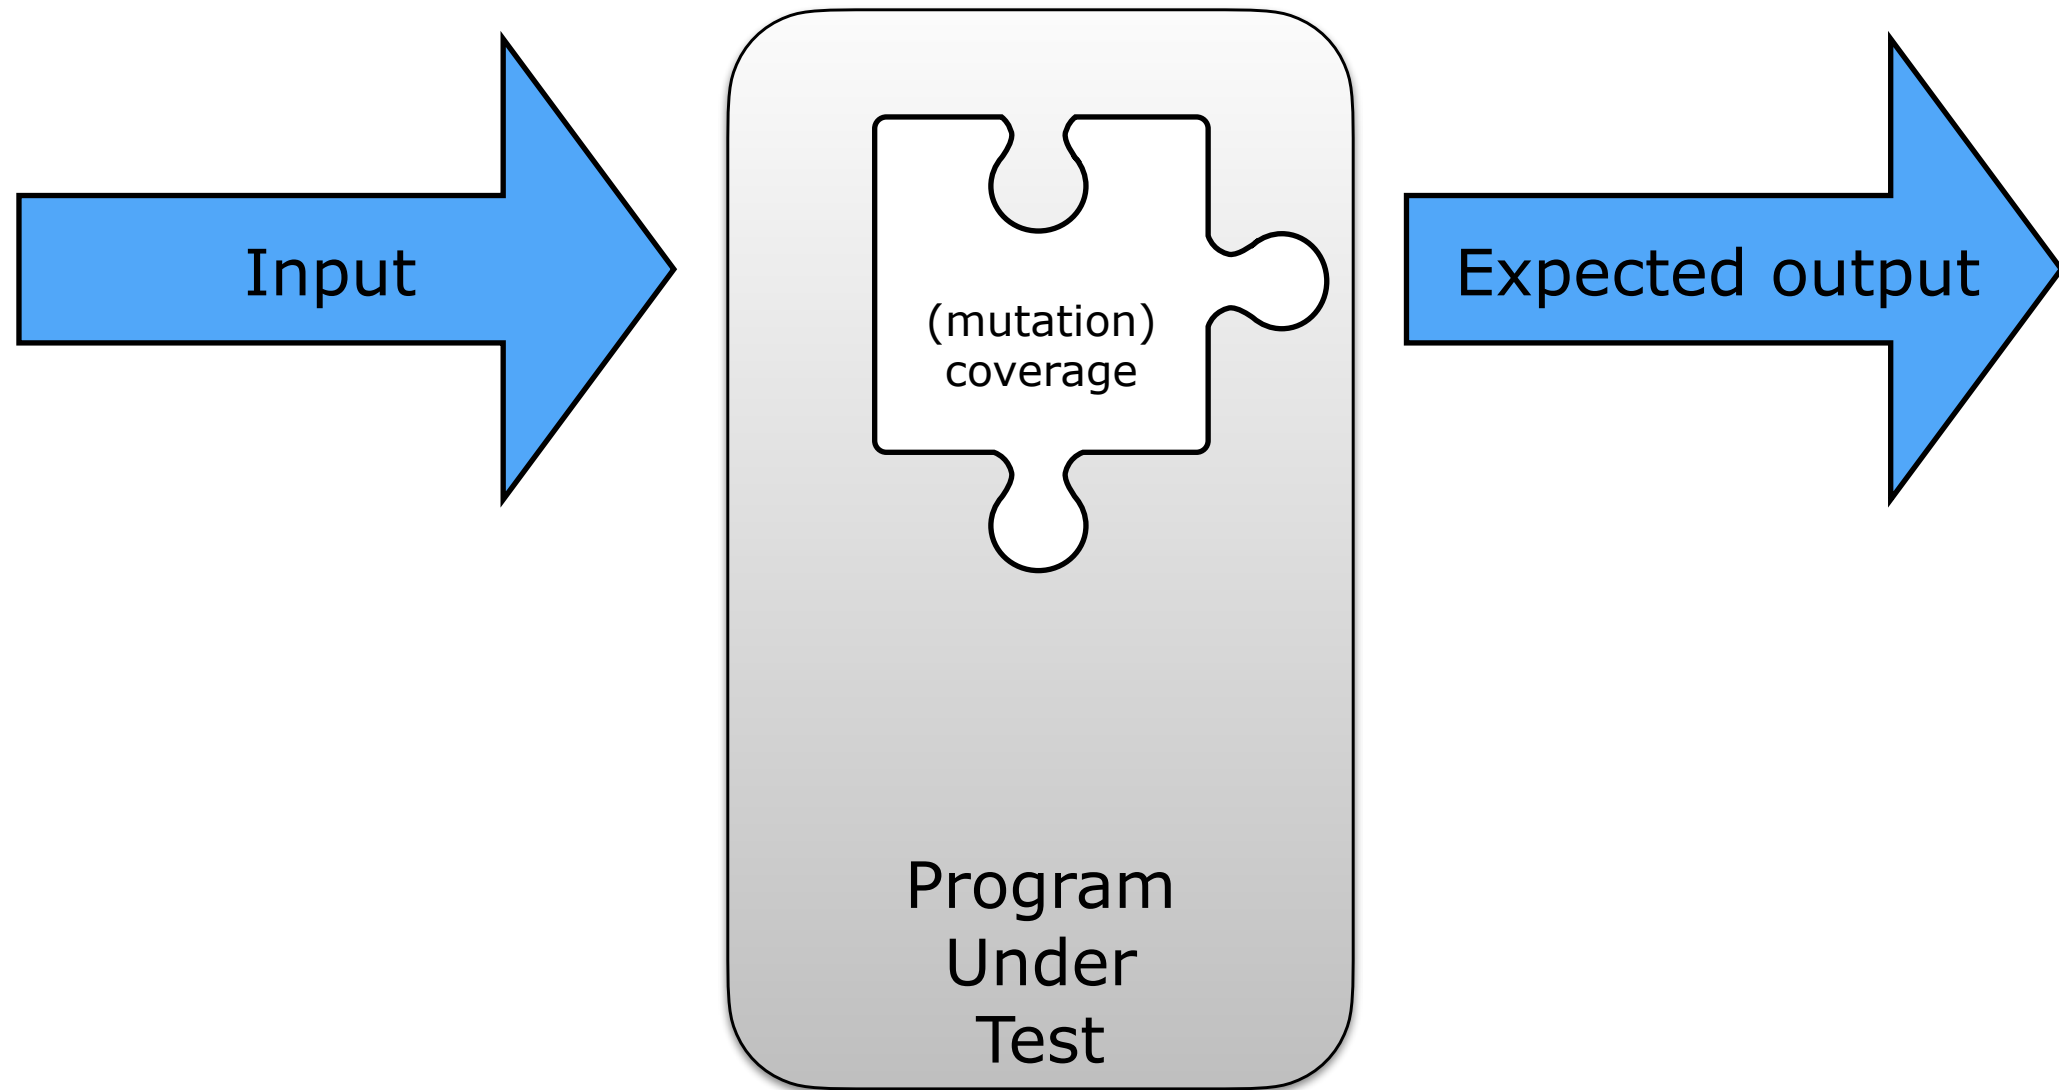 Input
(mutation)
coverage
Expected output
Program
Under
Test